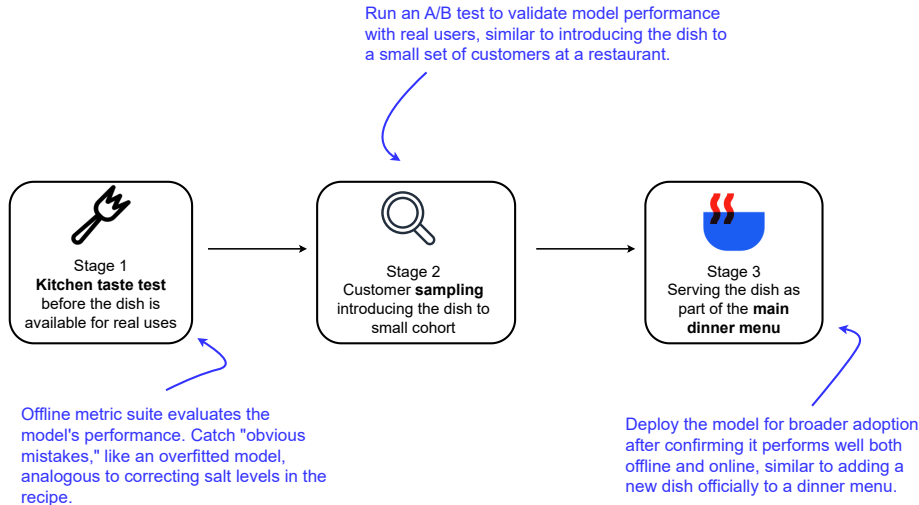 Run an A/B test to validate model performance
with real users, similar to introducing the dish to
a small set of customers at a restaurant.
Stage 1
Kitchen taste test
before the dish is
available for real uses
Stage 2
Customer sampling
introducing the dish to
small cohort
Stage 3
Serving the dish as
part of the main
dinner menu
Offline metric suite evaluates the
model's performance. Catch "obvious
mistakes," like an overfitted model,
analogous to correcting salt levels in the
recipe.
Deploy the model for broader adoption
after confirming it performs well both
offline and online, similar to adding a
new dish officially to a dinner menu.